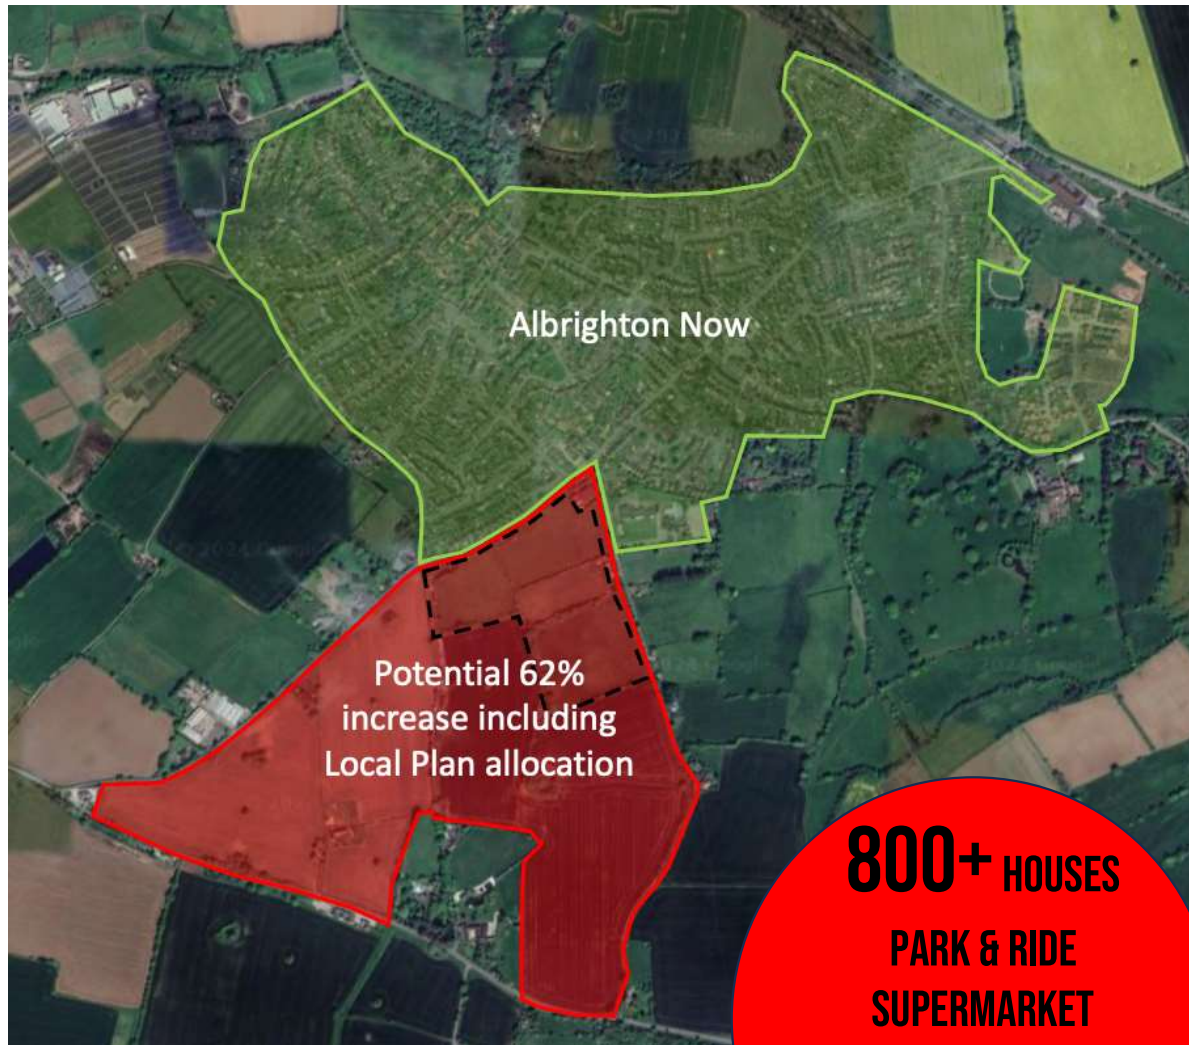 Albrighton Now
Potential 62%
increase including
Local Plan allocation
800+ HOUSES
PARK & RIDE
SUPERMARKET